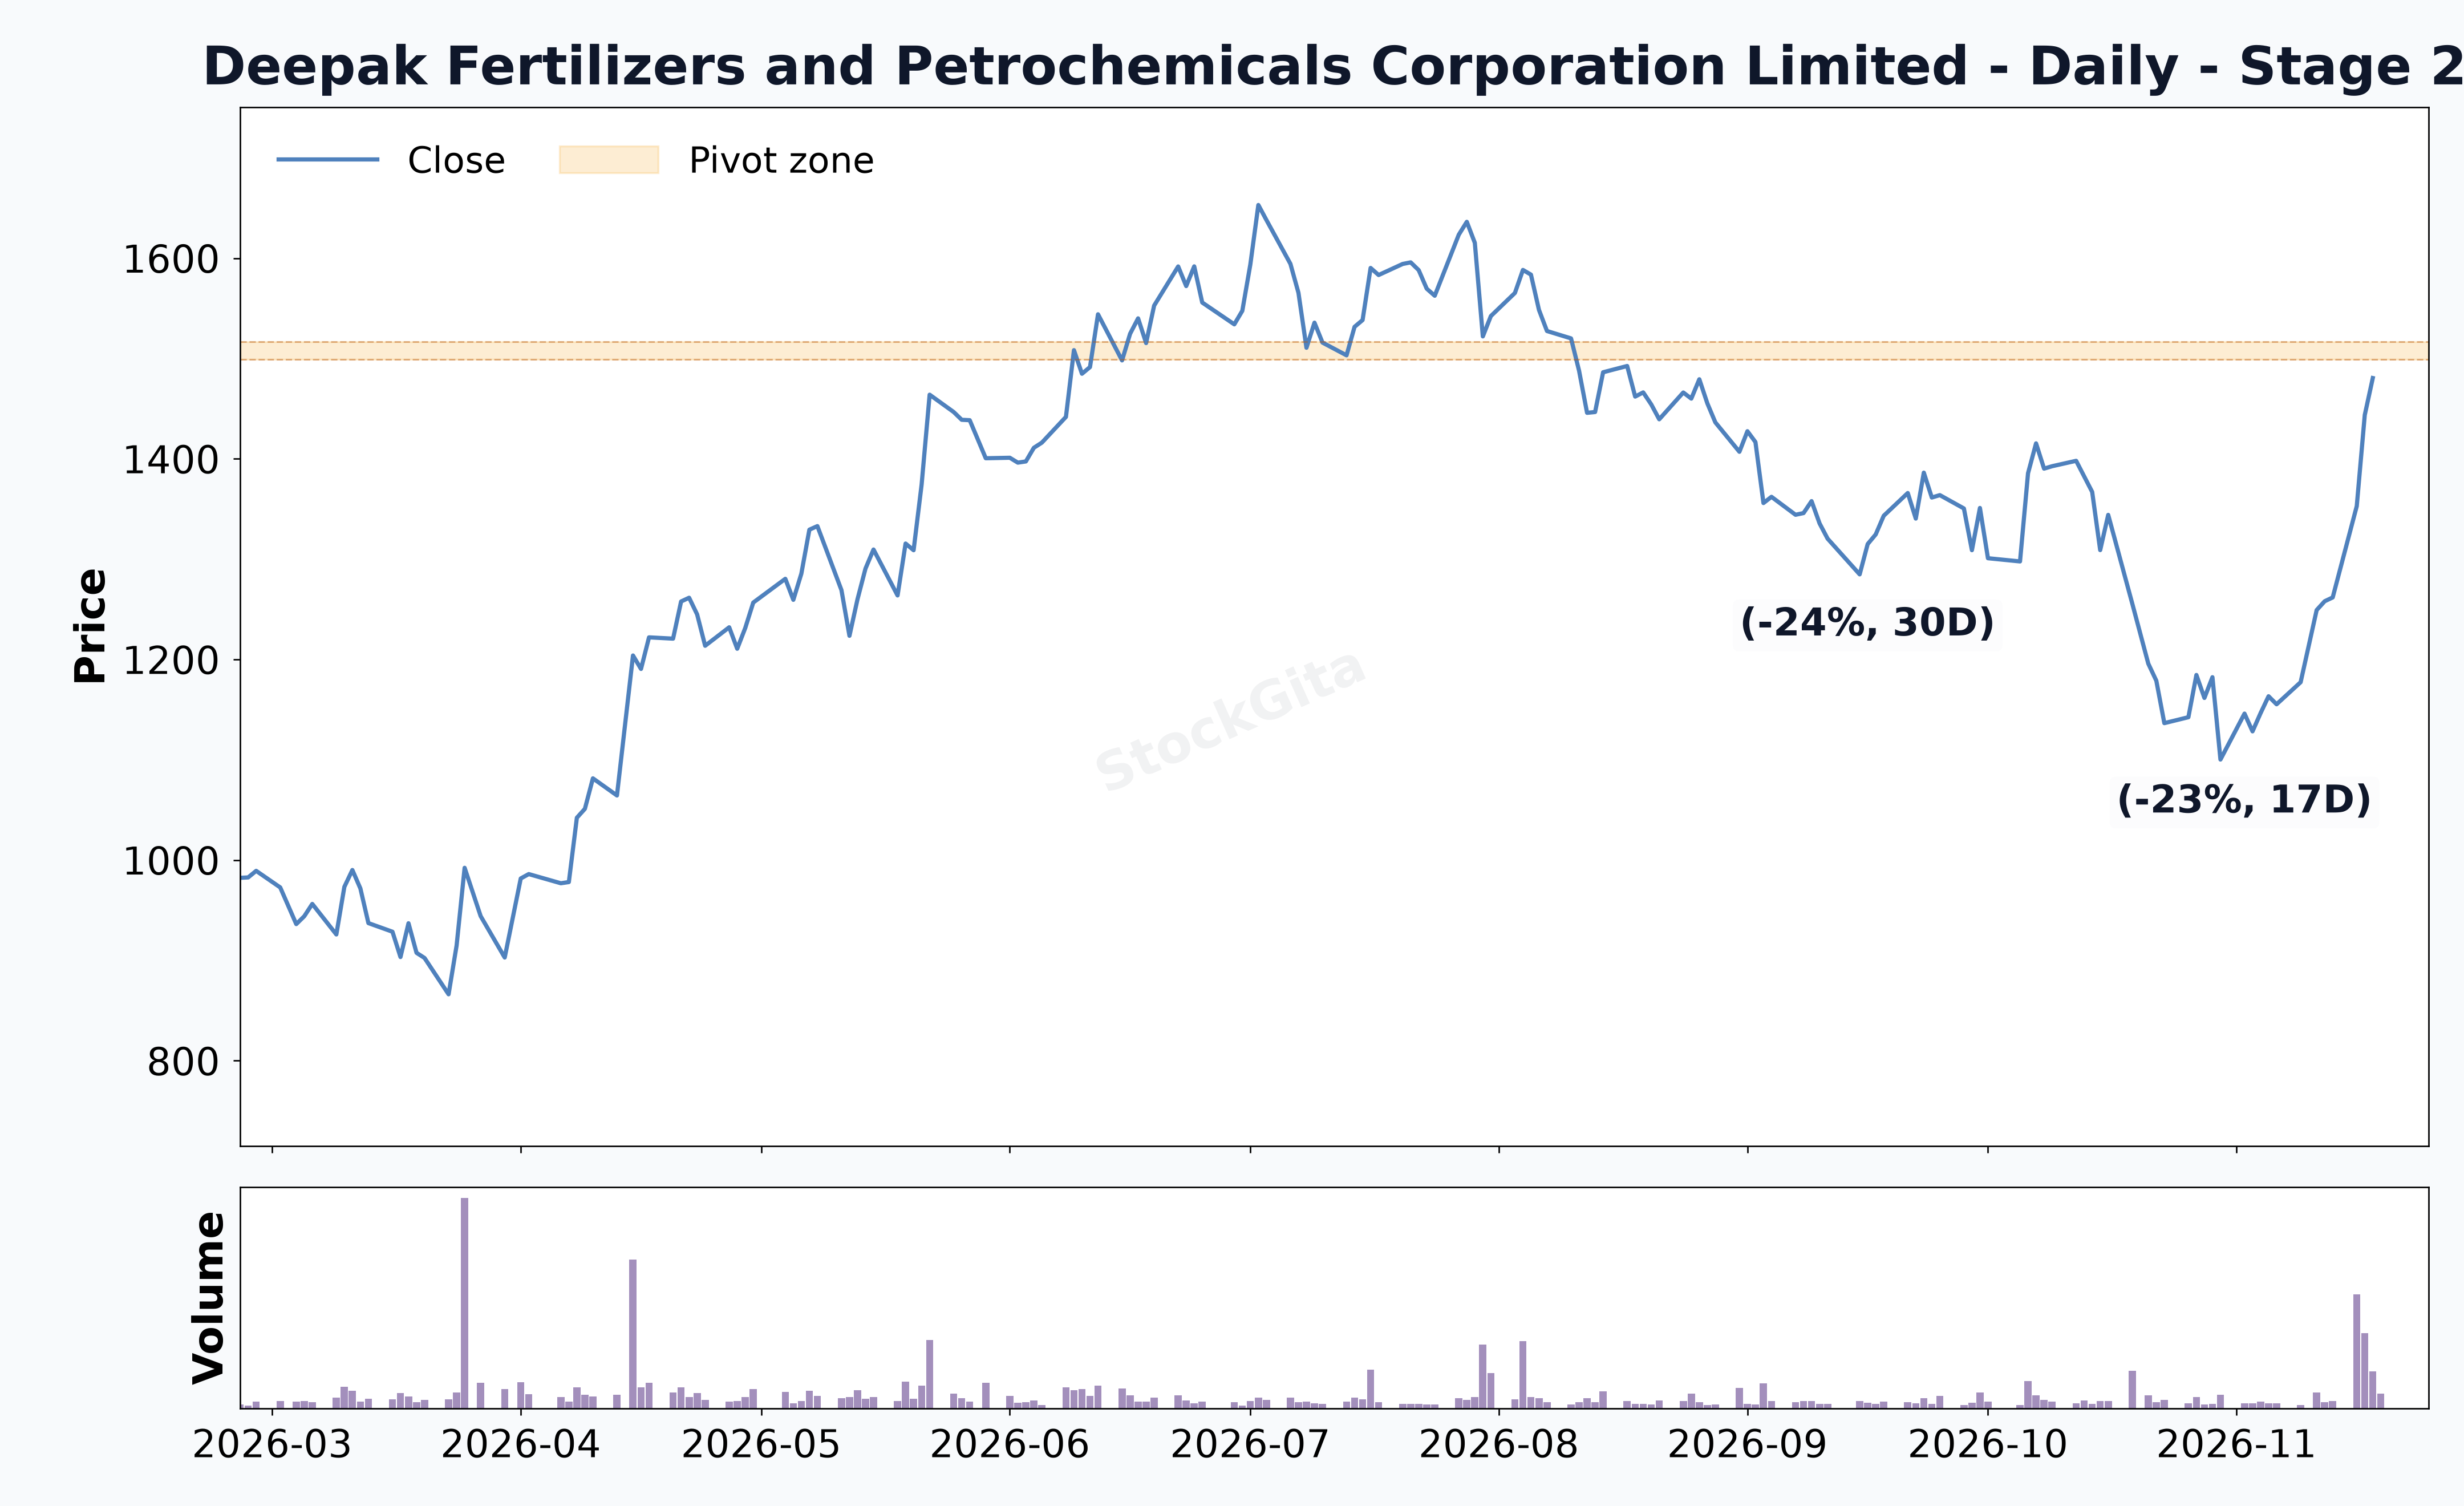 Deepak Fertilizers and Petrochemicals Corporation Limited - Daily - Stage 2
Close
Pivot zone
1600
1400
1200
1000
800
Price
(-24%, 30D)
(-23%, 17D)
StockGita
Volume
2026-03
2026-04
2026-05
2026-06
2026-07
2026-08
2026-09
2026-10
2026-11